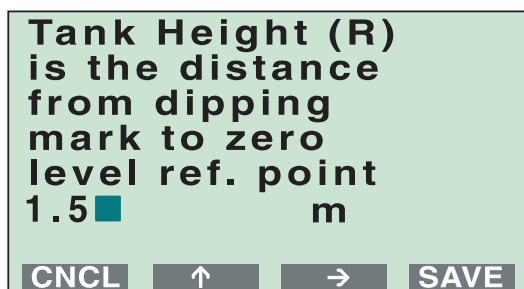 Tank Height (R)
is the distance
from dipping
mark to zero
level ref. point
1.5 m
CNCL ↑ → SAVE